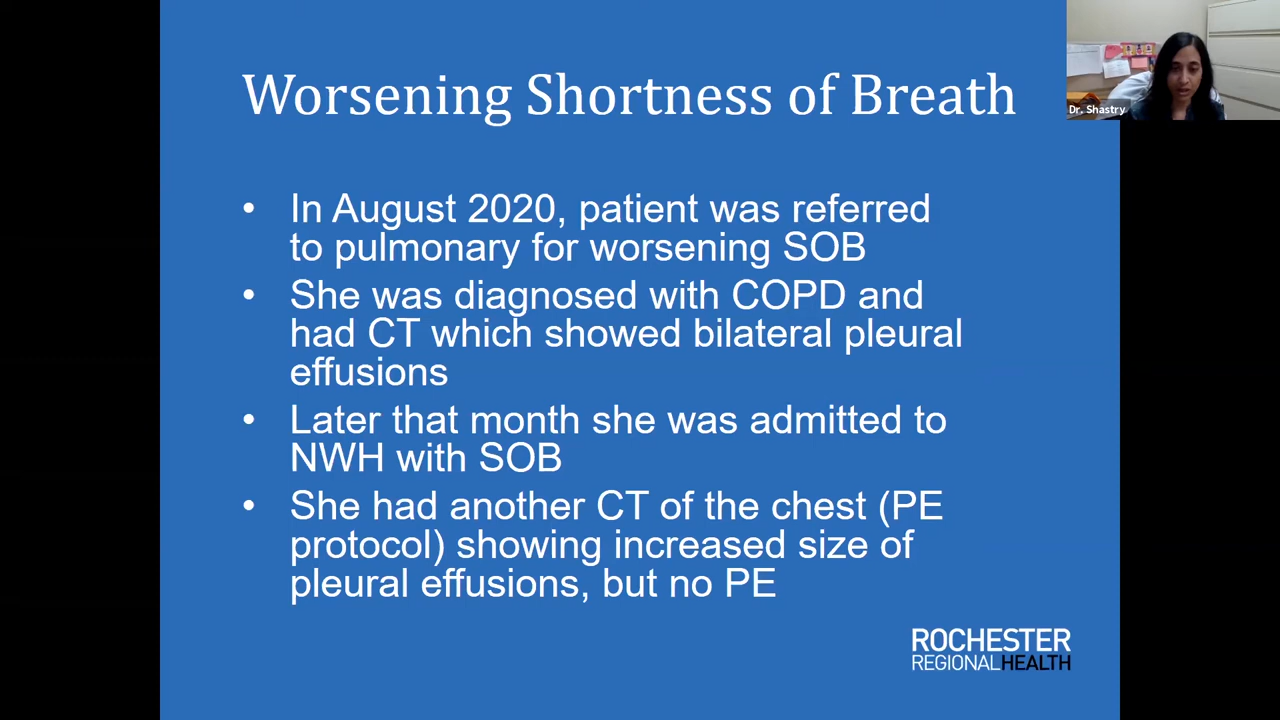 Worsening Shortness of Breath
Dr. Shastry
• In August 2020, patient was referred
to pulmonary for worsening SOB
• She was diagnosed with COPD and
had CT which showed bilateral pleural
effusions
• Later that month she was admitted to
NWH with SOB
• She had another CT of the chest (PE
protocol) showing increased size of
pleural effusions, but no PE
ROCHESTER
REGIONALHEALTH